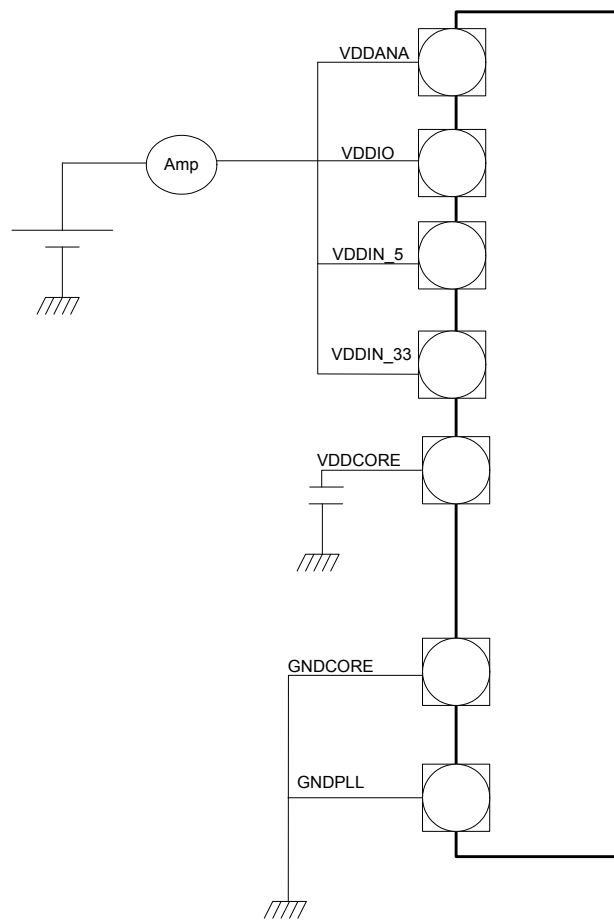 VDDANA
Amp
VDDIO
VDDIN_5
VDDIN_33
VDDCORE
GNDCORE
GNDPLL